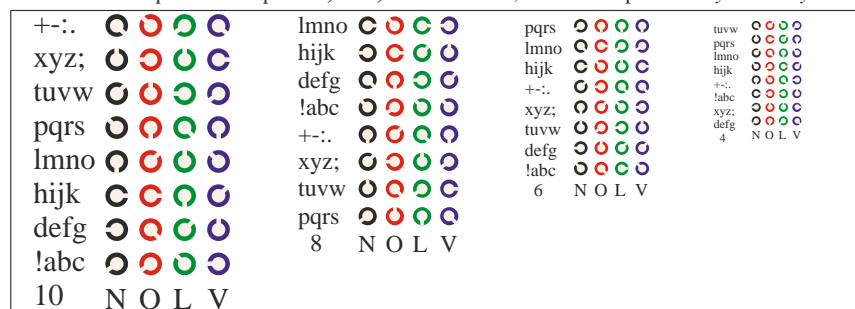 +-:.
xyz;
tuvw
pqrs
lmno
hijk
defg
!abc
10 N O L V
lmno
hijk
defg
!abc
+-:.
xyz;
tuvw
pqrs
8 N O L V
pqrs
lmno
hijk
+-:.
xyz;
tuvw
defg
!abc
6 N O L V
tuvw
pqrs
lmno
hijk
+-:.
!abc
xyz;
defg
4 N O L V